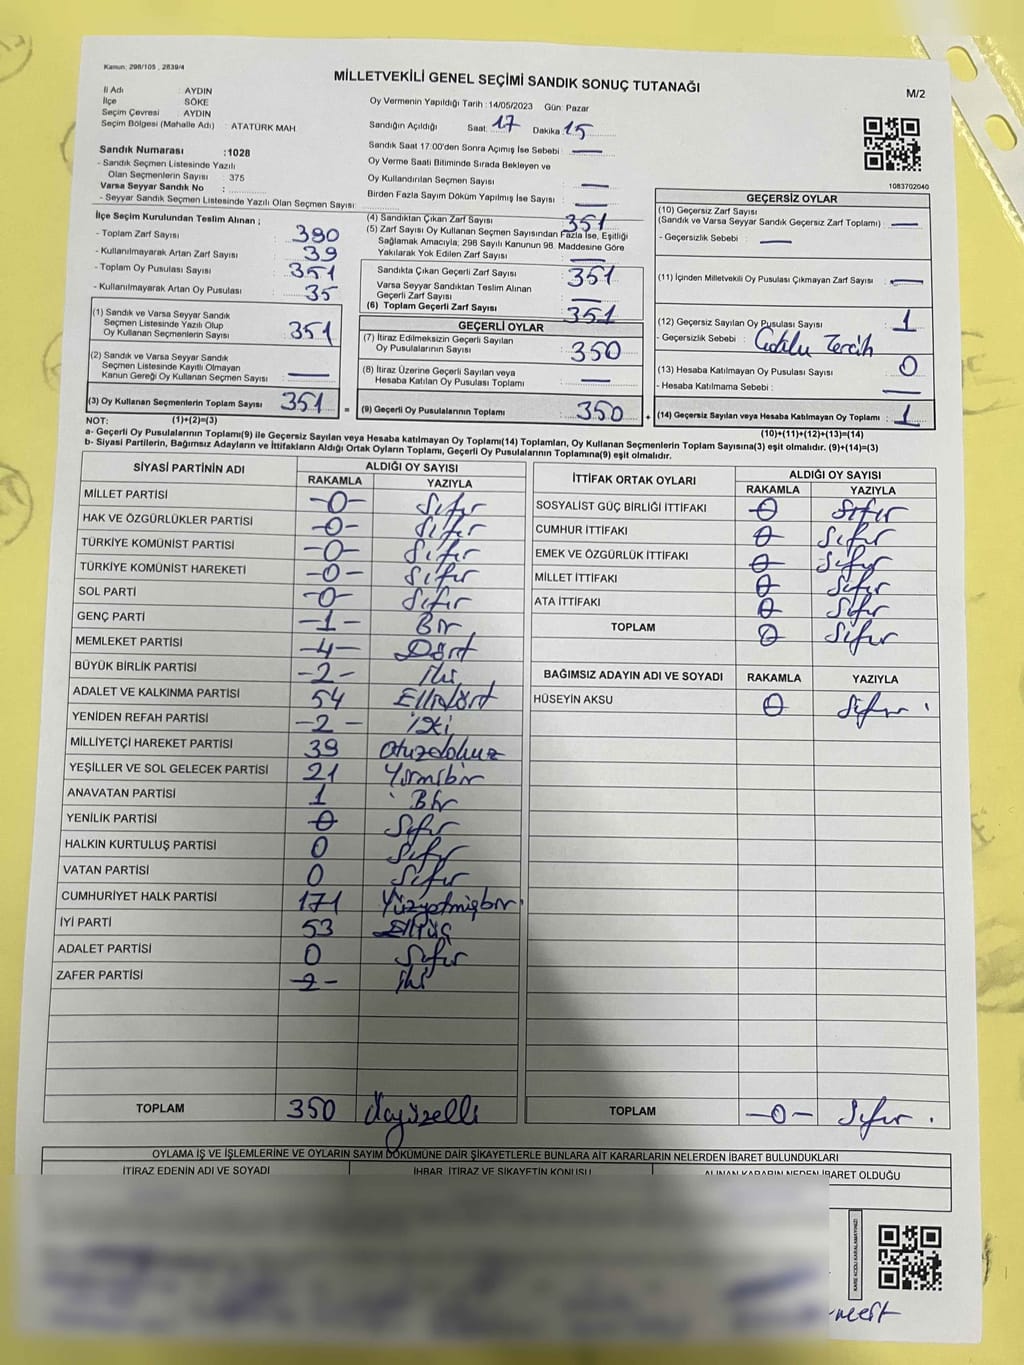 Kanun: 298/105 , 2839/4
MİLLETVEKİLİ GENEL SEÇİMİ SANDIK SONUÇ TUTANAĞI
M/2
İl Adı : AYDIN
İlçe : SÖKE
Seçim Çevresi : AYDIN
Seçim Bölgesi (Mahalle Adı) : ATATÜRK MAH
Oy Vermenin Yapıldığı Tarih :14/05/2023 Gün: Pazar
Sandığın Açıldığı Saat: 17 Dakika 15
Sandık Saat 17:00'den Sonra Açımış İse Sebebi : —
Oy Verme Saati Bitiminde Sırada Bekleyen ve
Oy Kullandırılan Seçmen Sayısı : —
Birden Fazla Sayım Döküm Yapılmış İse Sayısı : —
Sandık Numarası :1028
- Sandık Seçmen Listesinde Yazılı
Olan Seçmenlerin Sayısı : 375
Varsa Seyyar Sandık No :
- Seyyar Sandık Seçmen Listesinde Yazılı Olan Seçmen Sayısı:
1083702040
İlçe Seçim Kurulundan Teslim Alınan ;
- Toplam Zarf Sayısı : 390
- Kullanılmayarak Artan Zarf Sayısı : 39
- Toplam Oy Pusulası Sayısı : 351
- Kullanılmayarak Artan Oy Pusulası : 35
(1) Sandık ve Varsa Seyyar Sandık
Seçmen Listesinde Yazılı Olup
Oy Kullanan Seçmenlerin Sayısı : 351
(2) Sandık ve Varsa Seyyar Sandık
Seçmen Listesinde Kayıtlı Olmayan
Kanun Gereği Oy Kullanan Seçmen Sayısı : —
(3) Oy Kullanan Seçmenlerin Toplam Sayısı : 351 =
(1)+(2)=(3)
(4) Sandıktan Çıkan Zarf Sayısı : 351
(5) Zarf Sayısı Oy Kullanan Seçmen Sayısından Fazla İse, Eşitliği
Sağlamak Amacıyla; 298 Sayılı Kanunun 98. Maddesine Göre
Yakılarak Yok Edilen Zarf Sayısı : —
Sandıkta Çıkan Geçerli Zarf Sayısı : 351
Varsa Seyyar Sandıktan Teslim Alınan
Geçerli Zarf Sayısı : —
(6) Toplam Geçerli Zarf Sayısı : 351
GEÇERLİ OYLAR
(7) İtiraz Edilmeksizin Geçerli Sayılan
Oy Pusulalarının Sayısı : 350
(8) İtiraz Üzerine Geçerli Sayılan veya
Hesaba Katılan Oy Pusulası Toplamı : —
(9) Geçerli Oy Pusulalarının Toplamı : 350 +
GEÇERSİZ OYLAR
(10) Geçersiz Zarf Sayısı
(Sandık ve Varsa Seyyar Sandık Geçersiz Zarf Toplamı) : —
- Geçersizlik Sebebi : —
(11) İçinden Milletvekili Oy Pusulası Çıkmayan Zarf Sayısı : —
(12) Geçersiz Sayılan Oy Pusulası Sayısı : 1
- Geçersizlik Sebebi : Çoklu Tercih
(13) Hesaba Katılmayan Oy Pusulası Sayısı : 0
- Hesaba Katılmama Sebebi : —
(14) Geçersiz Sayılan veya Hesaba Katılmayan Oy Toplamı : 1
(10)+(11)+(12)+(13)=(14)
NOT:
a- Geçerli Oy Pusulalarının Toplamı(9) ile Geçersiz Sayılan veya Hesaba katılmayan Oy Toplamı(14) Toplamları, Oy Kullanan Seçmenlerin Toplam Sayısına(3) eşit olmalıdır. (9)+(14)=(3)
b- Siyasi Partilerin, Bağımsız Adayların ve İttifakların Aldığı Ortak Oyların Toplamı, Geçerli Oy Pusulalarının Toplamına(9) eşit olmalıdır.
SİYASİ PARTİNİN ADI ALDIĞI OY SAYISI
RAKAMLA YAZIYLA
MİLLET PARTİSİ -0- Sıfır
HAK VE ÖZGÜRLÜKLER PARTİSİ -0- Sıfır
TÜRKİYE KOMÜNİST PARTİSİ -0- Sıfır
TÜRKİYE KOMÜNİST HAREKETİ -0- Sıfır
SOL PARTİ -0- Sıfır
GENÇ PARTİ -1- Bir
MEMLEKET PARTİSİ -4- Dört
BÜYÜK BİRLİK PARTİSİ -2- İki
ADALET VE KALKINMA PARTİSİ 54 Ellidört
YENİDEN REFAH PARTİSİ -2- İki
MİLLİYETÇİ HAREKET PARTİSİ 39 Otuzdokuz
YEŞİLLER VE SOL GELECEK PARTİSİ 21 Yirmibir
ANAVATAN PARTİSİ 1 Bir
YENİLİK PARTİSİ 0 Sıfır
HALKIN KURTULUŞ PARTİSİ 0 Sıfır
VATAN PARTİSİ 0 Sıfır
CUMHURİYET HALK PARTİSİ 171 Yüzyetmişbir
İYİ PARTİ 53 Elliüç
ADALET PARTİSİ 0 Sıfır
ZAFER PARTİSİ -2- İki
TOPLAM 350 Üçyüzelli
İTTİFAK ORTAK OYLARI ALDIĞI OY SAYISI
RAKAMLA YAZIYLA
SOSYALİST GÜÇ BİRLİĞİ İTTİFAKI 0 Sıfır
CUMHUR İTTİFAKI 0 Sıfır
EMEK VE ÖZGÜRLÜK İTTİFAKI 0 Sıfır
MİLLET İTTİFAKI 0 Sıfır
ATA İTTİFAKI 0 Sıfır
TOPLAM 0 Sıfır
BAĞIMSIZ ADAYIN ADI VE SOYADI RAKAMLA YAZIYLA
HÜSEYİN AKSU 0 Sıfır
TOPLAM -0- Sıfır
OYLAMA İŞ VE İŞLEMLERİNE VE OYLARIN SAYIM DÖKÜMÜNE DAİR ŞİKAYETLERLE BUNLARA AİT KARARLARIN NELERDEN İBARET BULUNDUKLARI
İTİRAZ EDENİN ADI VE SOYADI İHBAR, İTİRAZ VE ŞİKAYETİN KONUSU ALINAN KARARIN NEDEN İBARET OLDUĞU
KARE KODU KARALAMAYINIZ!